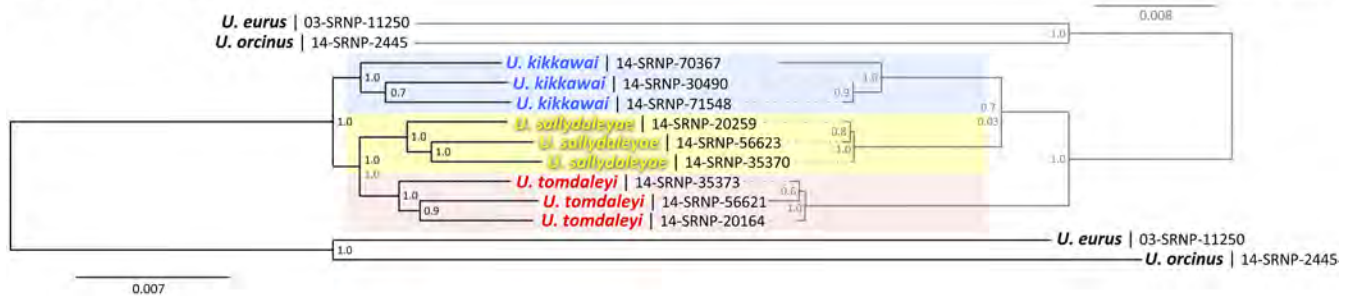 0.008
U. eurus | 03-SRNP-11250
1.0
U. orcinus | 14-SRNP-2445
U. kikkawai | 14-SRNP-70367
1.0
1.0
U. kikkawai | 14-SRNP-30490
0.7
0.9
U. kikkawai | 14-SRNP-71548
0.7
0.03
1.0
U. sallydaleyae | 14-SRNP-20259
1.0
0.8
U. sallydaleyae | 14-SRNP-56623
1.0
1.0
U. sallydaleyae | 14-SRNP-35370
1.0
1.0
1.0
U. tomdaleyi | 14-SRNP-35373
1.0
0.6
U. tomdaleyi | 14-SRNP-56621
0.9
1.0
U. tomdaleyi | 14-SRNP-20164
U. eurus | 03-SRNP-11250
1.0
U. orcinus | 14-SRNP-2445
0.007